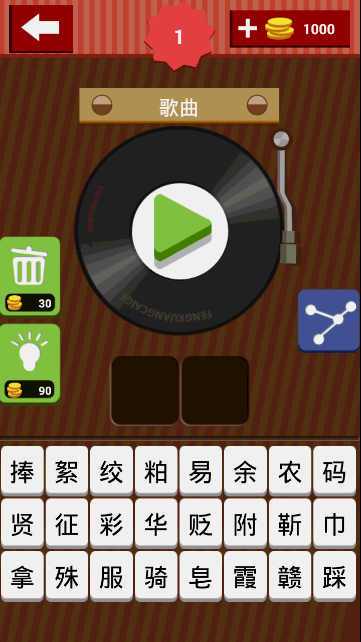 1
1000
歌曲
FENGKUANGCAIGE
30
90
捧 絮 绞 粕 易 余 农 码
贤 征 彩 华 贬 附 靳 巾
拿 殊 服 骑 皂 霞 赣 踩